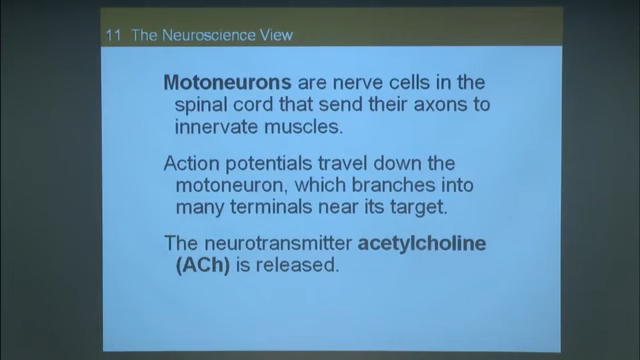 11 The Neuroscience View
Motoneurons are nerve cells in the
spinal cord that send their axons to
innervate muscles.
Action potentials travel down the
motoneuron, which branches into
many terminals near its target.
The neurotransmitter acetylcholine
(ACh) is released.